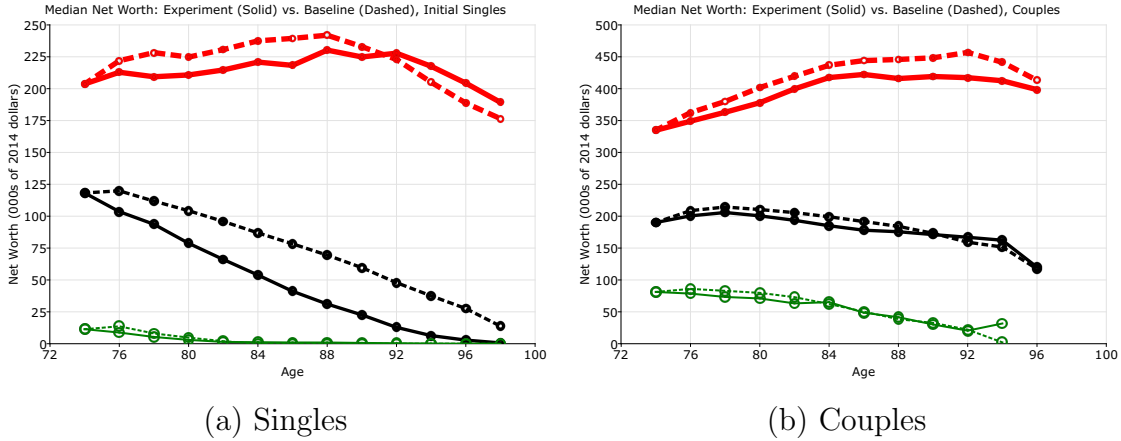 Median Net Worth: Experiment (Solid) vs. Baseline (Dashed), Initial Singles
Net Worth (000s of 2014 dollars)
250
225
200
175
150
125
100
75
50
25
0
72 76 80 84 88 92 96 100
Age
(a) Singles
Median Net Worth: Experiment (Solid) vs. Baseline (Dashed), Couples
Net Worth (000s of 2014 dollars)
500
450
400
350
300
250
200
150
100
50
0
72 76 80 84 88 92 96 100
Age
(b) Couples